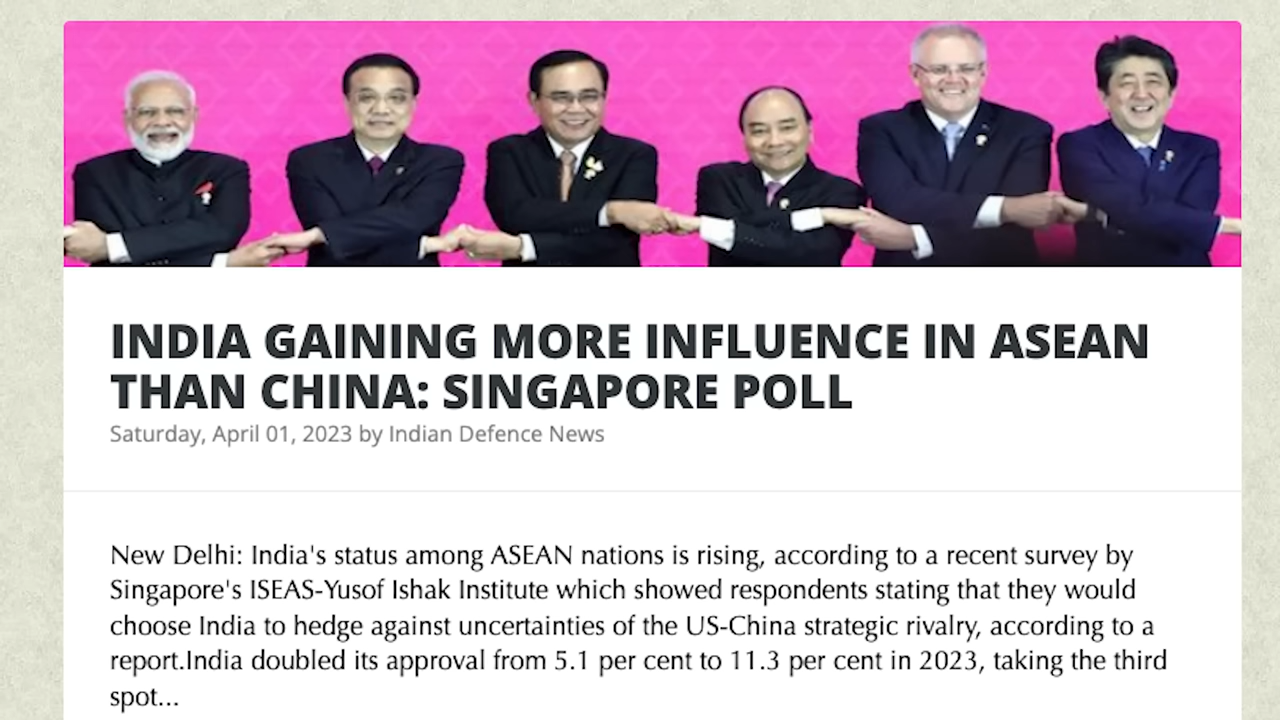 INDIA GAINING MORE INFLUENCE IN ASEAN
THAN CHINA: SINGAPORE POLL
Saturday, April 01, 2023 by Indian Defence News
New Delhi: India's status among ASEAN nations is rising, according to a recent survey by
Singapore's ISEAS-Yusof Ishak Institute which showed respondents stating that they would
choose India to hedge against uncertainties of the US-China strategic rivalry, according to a
report.India doubled its approval from 5.1 per cent to 11.3 per cent in 2023, taking the third
spot...